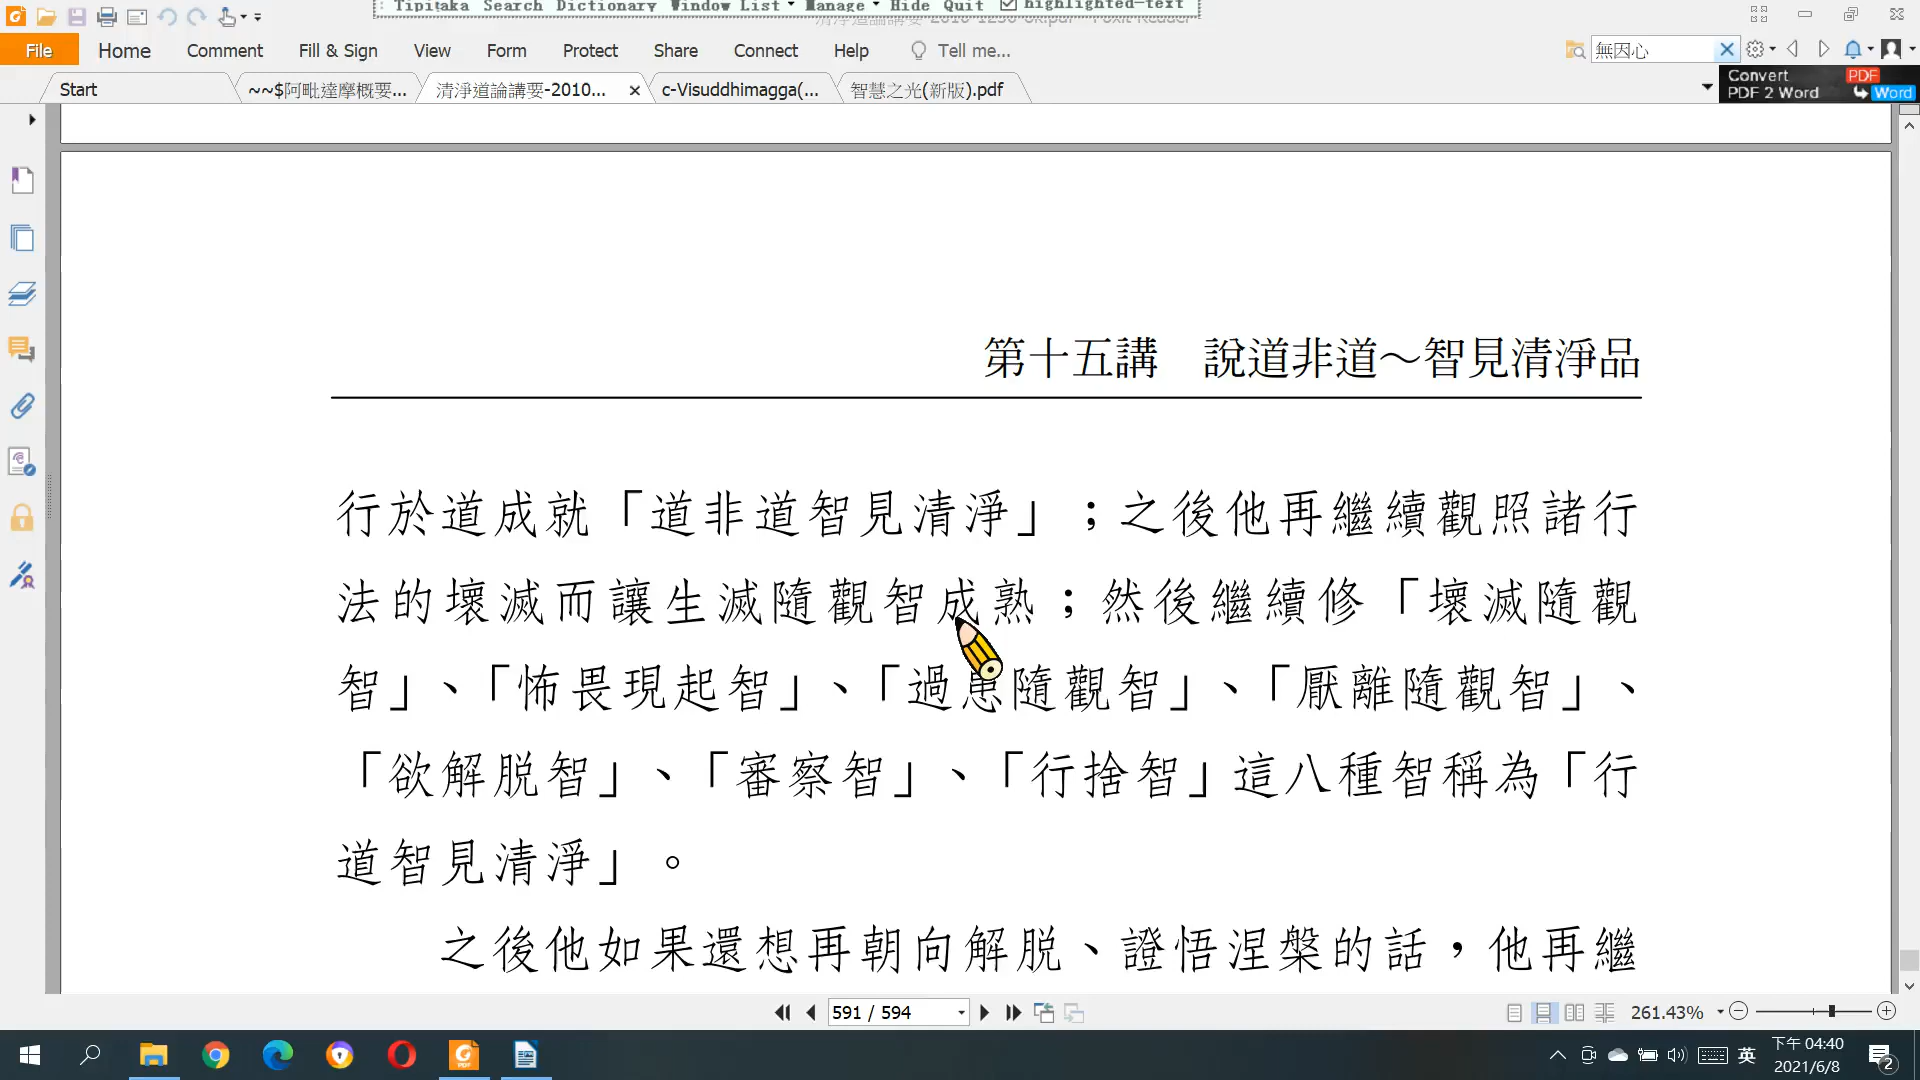 Tipiṭaka Search Dictionary Window List Manage Hide Quit highlighted-text
File Home Comment Fill & Sign View Form Protect Share Connect Help Tell me... 無因心
Start ~~$阿毗達摩概要... 清淨道論講要-2010... c-Visuddhimagga(... 智慧之光(新版).pdf
Convert PDF
PDF 2 Word Word
第十五講　說道非道～智見清淨品
行於道成就「道非道智見清淨」；之後他再繼續觀照諸行
法的壞滅而讓生滅隨觀智成熟；然後繼續修「壞滅隨觀
智」、「怖畏現起智」、「過患隨觀智」、「厭離隨觀智」、
「欲解脫智」、「審察智」、「行捨智」這八種智稱為「行
道智見清淨」。
之後他如果還想再朝向解脫、證悟涅槃的話，他再繼
591 / 594 261.43%
英 下午 04:40
2021/6/8 2